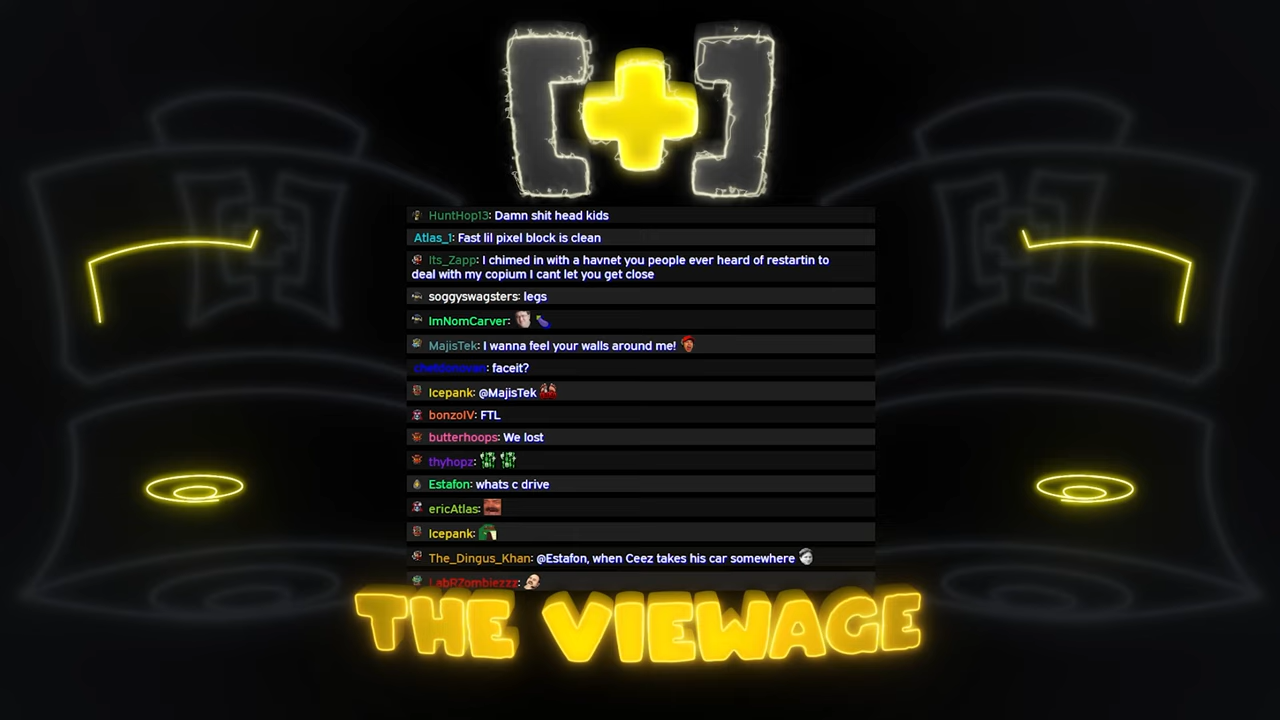 HuntHop13: Damn shit head kids
Atlas_1: Fast lil pixel block is clean
Its_Zapp: I chimed in with a havnet you people ever heard of restartin to
deal with my copium I cant let you get close
soggyswagsters: legs
ImNomCarver:
MajisTek: I wanna feel your walls around me!
faceit?
Icepank: @MajisTek
bonzoIV: FTL
butterhoops: We lost
thyhopz:
Estafon: whats c drive
ericAtlas:
Icepank:
The_Dingus_Khan: @Estafon, when Ceez takes his car somewhere
LabRZombiezzz:
THE VIEWAGE